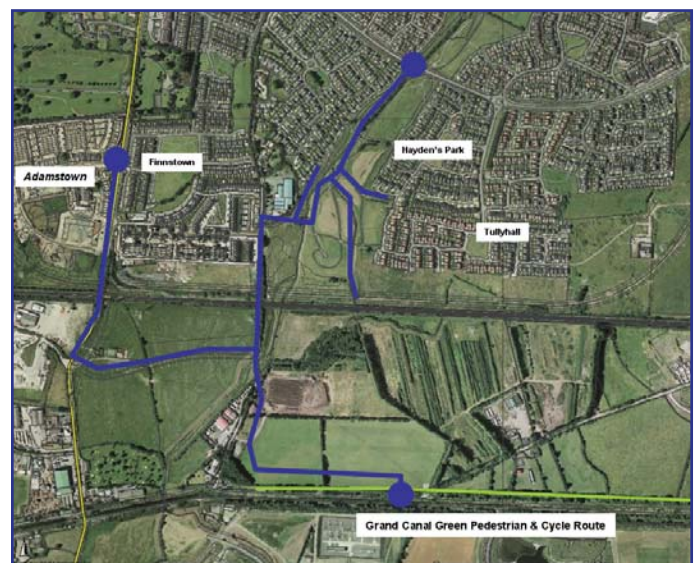 Hayden's Park
Finnstown
Adamstown
Tullyhall
Grand Canal Green Pedestrian & Cycle Route